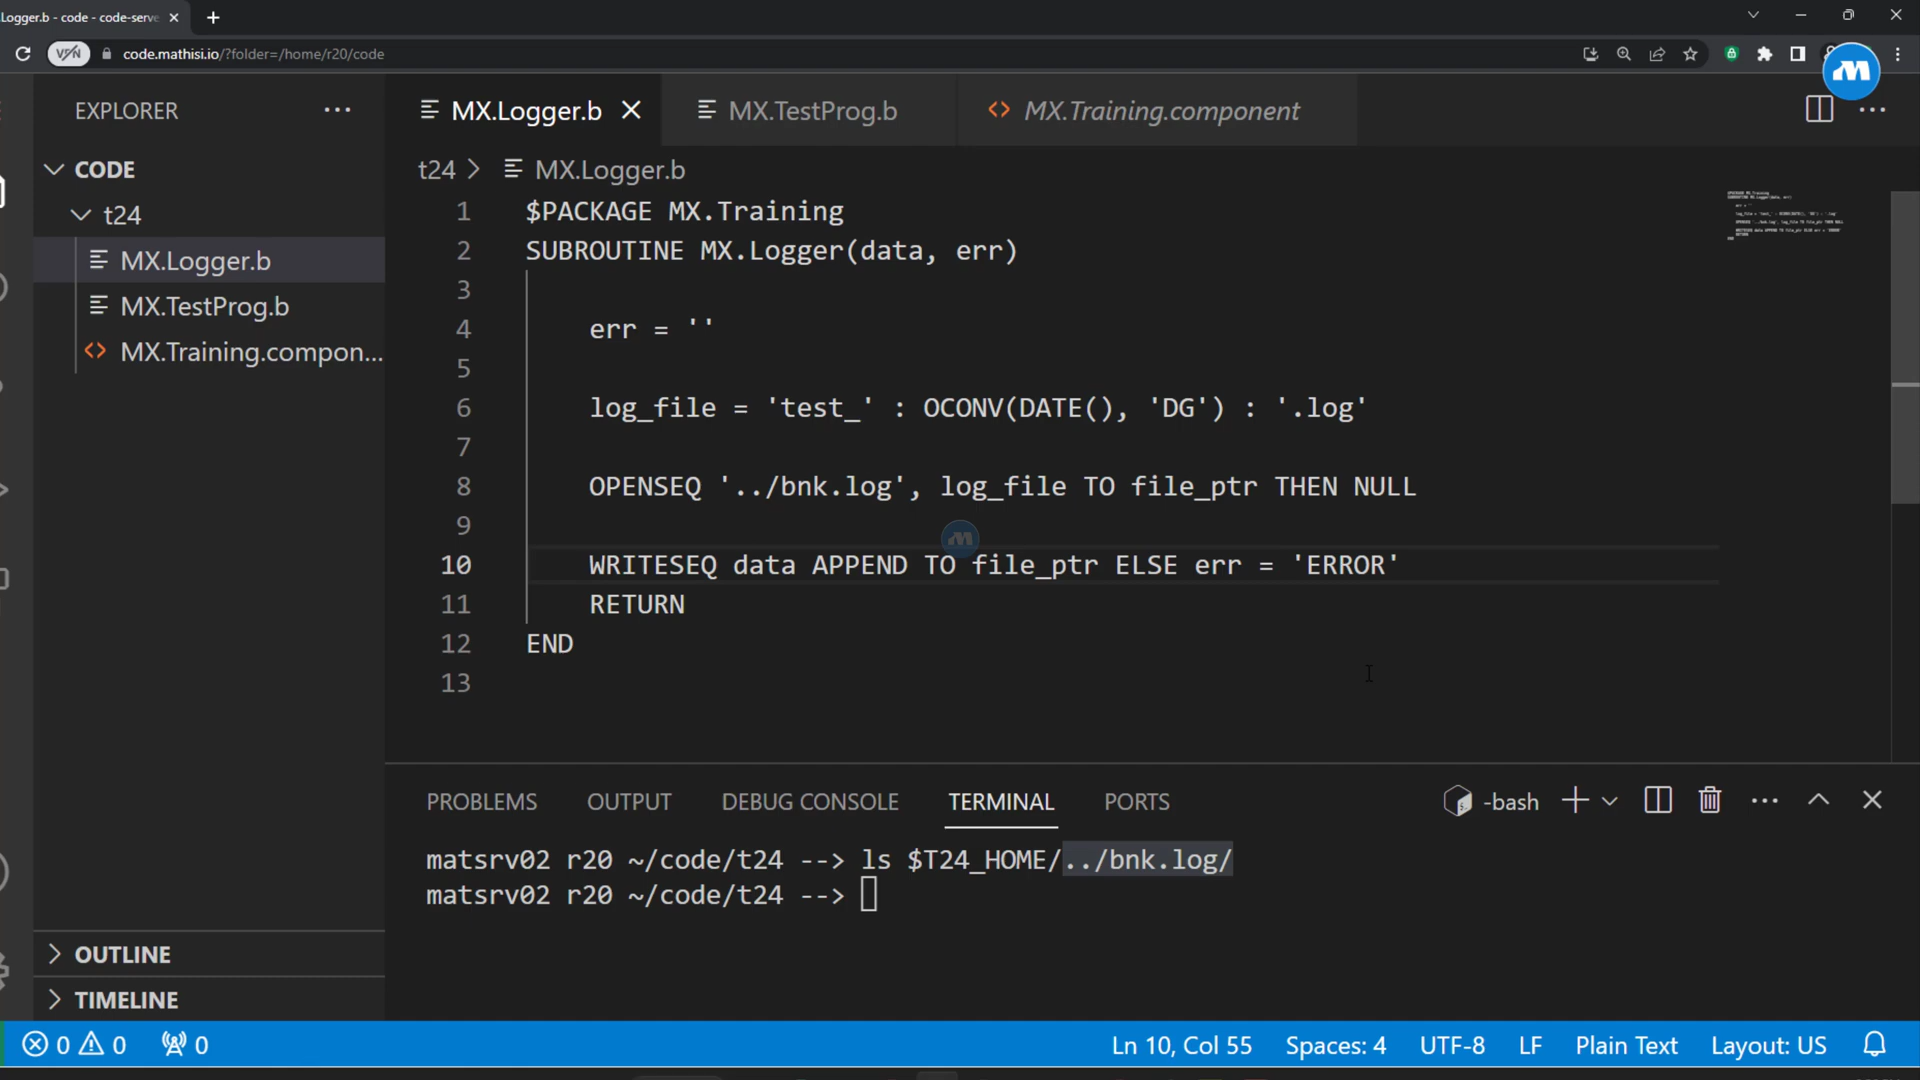 Logger.b - code - code-serve
VPN
code.mathisi.io/?folder=/home/r20/code
EXPLORER
CODE
t24
MX.Logger.b
MX.TestProg.b
MX.Training.compon...
OUTLINE
TIMELINE
MX.Logger.b
MX.TestProg.b
MX.Training.component
t24 > MX.Logger.b
1 $PACKAGE MX.Training
2 SUBROUTINE MX.Logger(data, err)
3
4 err = ''
5
6 log_file = 'test_' : OCONV(DATE(), 'DG') : '.log'
7
8 OPENSEQ '../bnk.log', log_file TO file_ptr THEN NULL
9
10 WRITESEQ data APPEND TO file_ptr ELSE err = 'ERROR'
11 RETURN
12 END
13
PROBLEMS OUTPUT DEBUG CONSOLE TERMINAL PORTS
-bash
matsrv02 r20 ~/code/t24 --> ls $T24_HOME/../bnk.log/
matsrv02 r20 ~/code/t24 -->
0 0 0 Ln 10, Col 55 Spaces: 4 UTF-8 LF Plain Text Layout: US